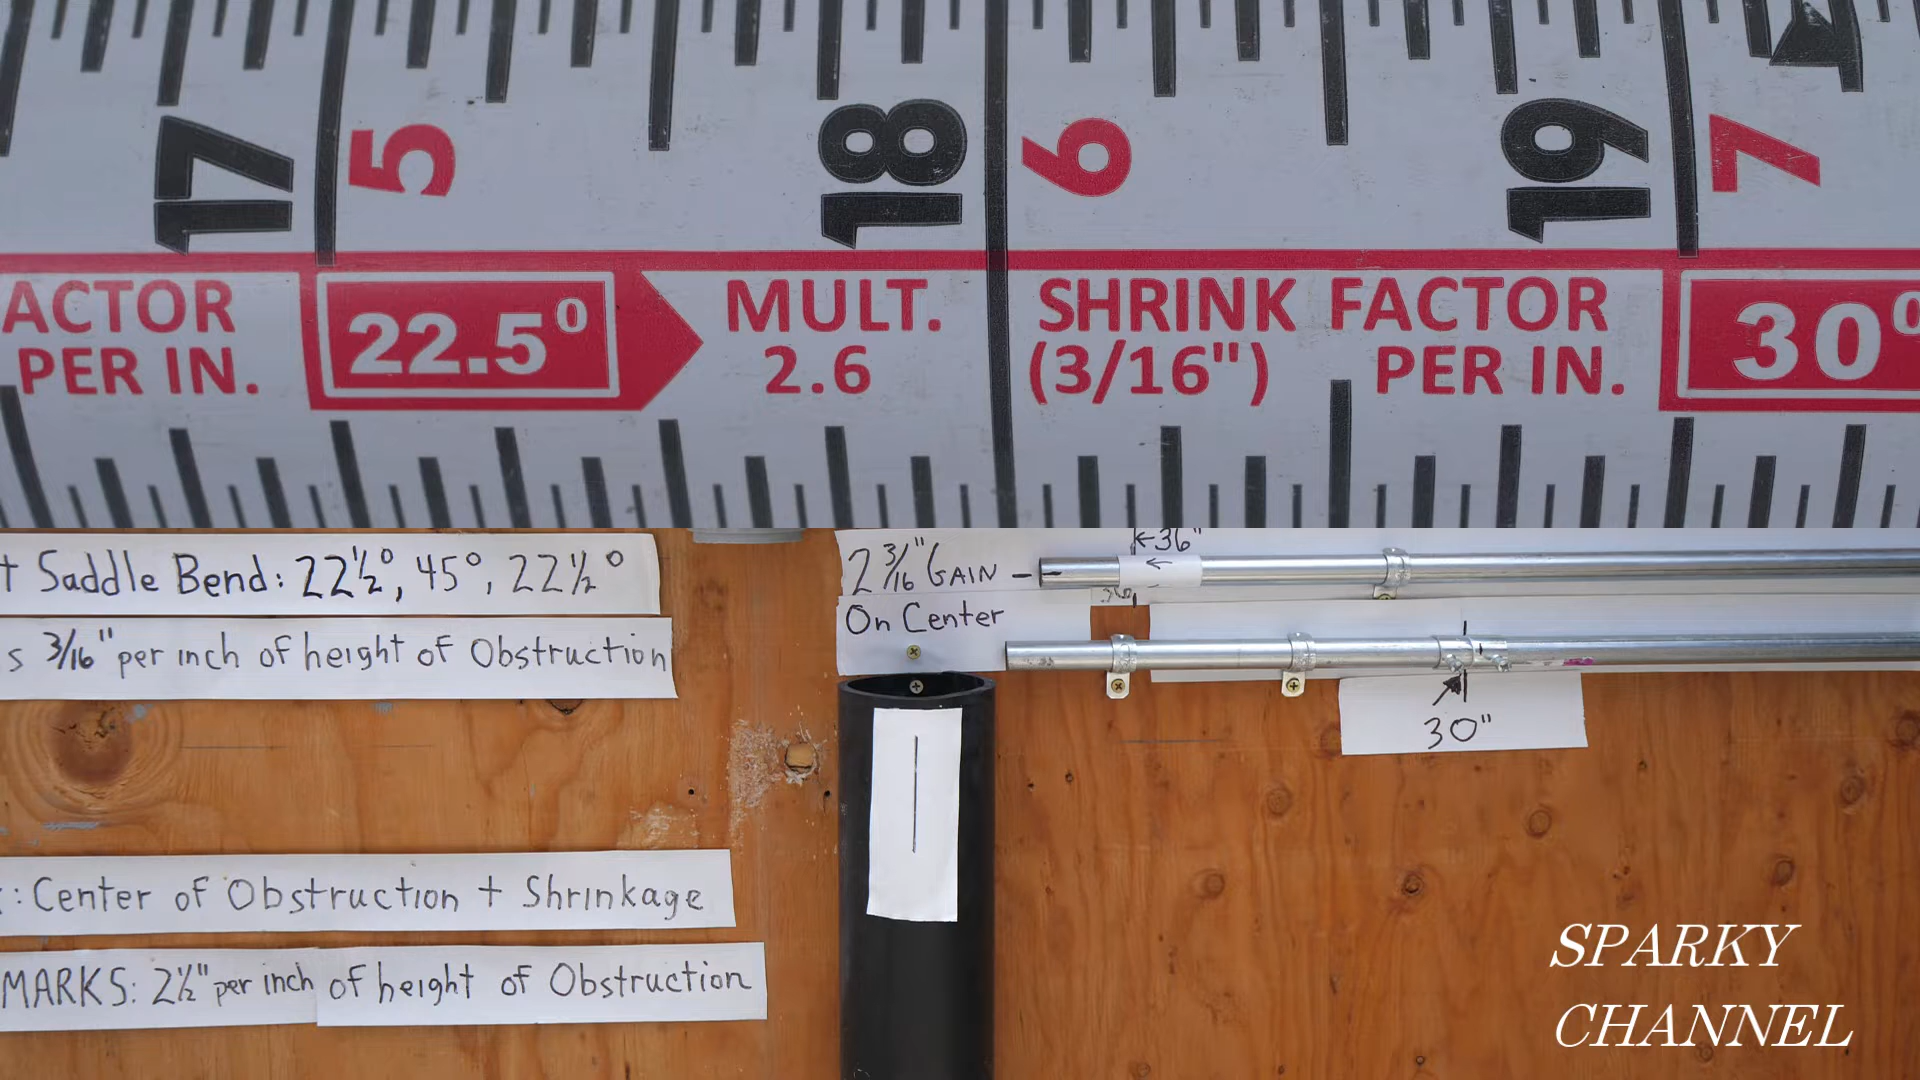 17 5 18 6 19 7
ACTOR
PER IN.
22.5°
MULT.
2.6
SHRINK FACTOR
(3/16") PER IN.
30°
t Saddle Bend: 22½°, 45°, 22½°
s 3/16" per inch of height of Obstruction
: Center of Obstruction + Shrinkage
MARKS: 2½" per inch of height of Obstruction
2 3/16" GAIN –
On Center
←36"
30"
SPARKY
CHANNEL